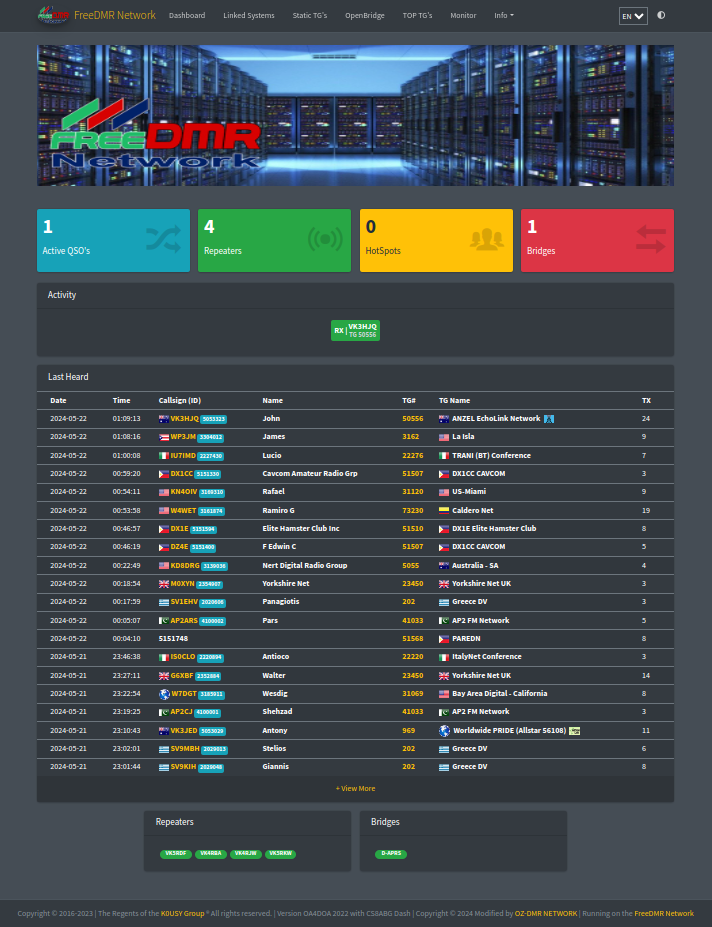 FreeDMR Network Dashboard Linked Systems Static TG's OpenBridge TOP TG's Monitor Info EN
FREEDMR
Network
1 4 0 1
Active QSO's Repeaters HotSpots Bridges
Activity
RX | VK3HJQ
TG 50556
Last Heard
Date Time Callsign (ID) Name TG# TG Name TX
2024-05-22 01:09:13 VK3HJQ 5053323 John 50556 ANZEL EchoLink Network 24
2024-05-22 01:08:16 WP3JM 3304012 James 3162 La Isla 9
2024-05-22 01:00:08 IU7IMD 2227430 Lucio 22276 TRANI (BT) Conference 7
2024-05-22 00:59:20 DX1CC 5151330 Cavcom Amateur Radio Grp 51507 DX1CC CAVCOM 3
2024-05-22 00:54:11 KN4OIV 3189310 Rafael 31120 US-Miami 9
2024-05-22 00:53:58 W4WET 3181874 Ramiro G 73230 Caldero Net 19
2024-05-22 00:46:57 DX1E 5151594 Elite Hamster Club Inc 51510 DX1E Elite Hamster Club 8
2024-05-22 00:46:19 DZ4E 5151400 F Edwin C 51507 DX1CC CAVCOM 5
2024-05-22 00:22:49 KD8DRG 3139036 Nert Digital Radio Group 5055 Australia - SA 4
2024-05-22 00:18:54 M0XYN 2354907 Yorkshire Net 23450 Yorkshire Net UK 3
2024-05-22 00:17:59 SV1EHV 2020606 Panagiotis 202 Greece DV 3
2024-05-22 00:05:07 AP2ARS 4100002 Pars 41033 AP2 FM Network 5
2024-05-22 00:04:10 5151748 51568 PAREDN 8
2024-05-21 23:46:38 IS0CLO 2220894 Antioco 22220 ItalyNet Conference 3
2024-05-21 23:27:11 G6XBF 2352884 Walter 23450 Yorkshire Net UK 14
2024-05-21 23:22:54 W7DGT 3185911 Wesdig 31069 Bay Area Digital - California 8
2024-05-21 23:19:25 AP2CJ 4100001 Shehzad 41033 AP2 FM Network 3
2024-05-21 23:10:43 VK3JED 5053029 Antony 969 Worldwide PRIDE (Allstar 56108) 11
2024-05-21 23:02:01 SV9MBH 2029013 Stelios 202 Greece DV 6
2024-05-21 23:01:44 SV9KIH 2029048 Giannis 202 Greece DV 8
+ View More
Repeaters Bridges
VK5RDF VK4RBA VK4RJW VK5RKW D-APRS
Copyright © 2016-2023 | The Regents of the K0USY Group ® All rights reserved. | Version OA4DOA 2022 with CS8ABG Dash | Copyright © 2024 Modified by OZ-DMR NETWORK | Running on the FreeDMR Network